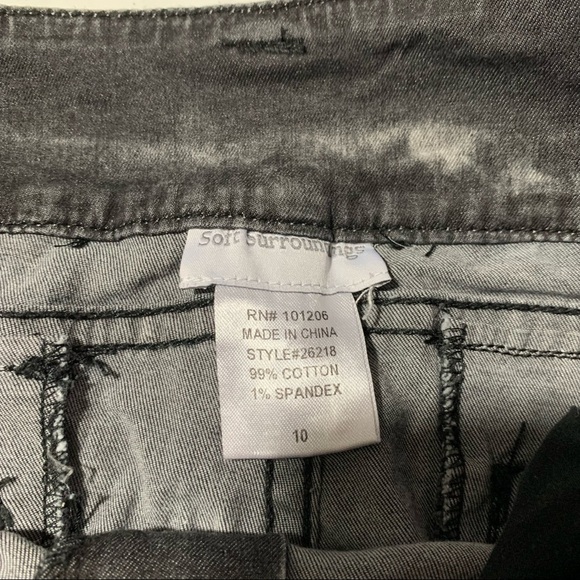 Soft Surroundings
RN# 101206
MADE IN CHINA
STYLE#26218
99% COTTON
1% SPANDEX
10